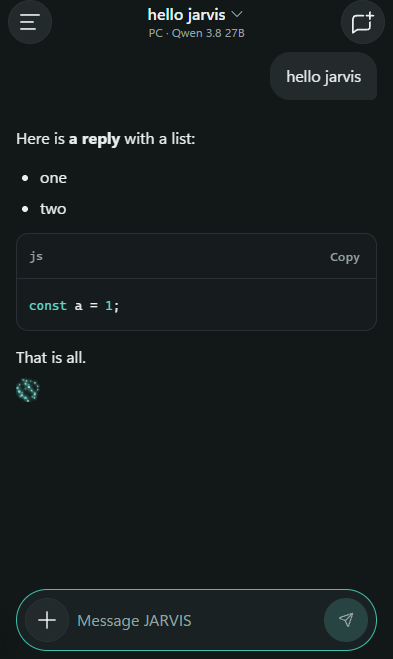 hello jarvis
PC · Qwen 3.8 27B
hello jarvis
Here is a reply with a list:
• one
• two
js
Copy
const a = 1;
That is all.
Message JARVIS